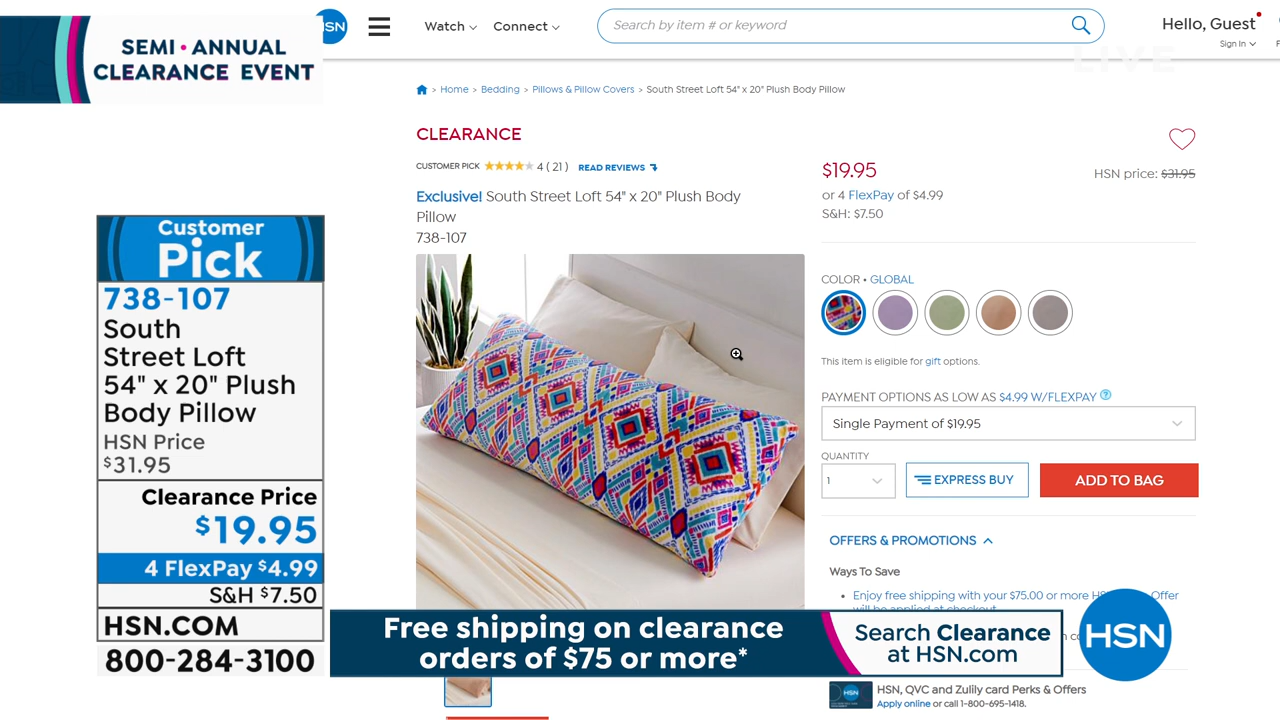 SEMI • ANNUAL
CLEARANCE EVENT
Watch
Connect
Search by item # or keyword
Hello, Guest
Sign In
LIVE
Home > Bedding > Pillows & Pillow Covers > South Street Loft 54" x 20" Plush Body Pillow
CLEARANCE
CUSTOMER PICK 4 ( 21 ) READ REVIEWS
Exclusive! South Street Loft 54" x 20" Plush Body
Pillow
738-107
$19.95
HSN price: $31.95
or 4 FlexPay of $4.99
S&H: $7.50
COLOR • GLOBAL
This item is eligible for gift options.
PAYMENT OPTIONS AS LOW AS $4.99 W/FLEXPAY ?
Single Payment of $19.95
QUANTITY
1
EXPRESS BUY
ADD TO BAG
OFFERS & PROMOTIONS
Ways To Save
• Enjoy free shipping with your $75.00 or more Offer
will be applied at checkout
HSN, QVC and Zulily card Perks & Offers
Apply online or call 1-800-695-1418.
HSN
Customer
Pick
738-107
South
Street Loft
54" x 20" Plush
Body Pillow
HSN Price
$31.95
Clearance Price
$19.95
4 FlexPay $4.99
S&H $7.50
HSN.COM
800-284-3100
Free shipping on clearance
orders of $75 or more*
Search Clearance
at HSN.com
HSN